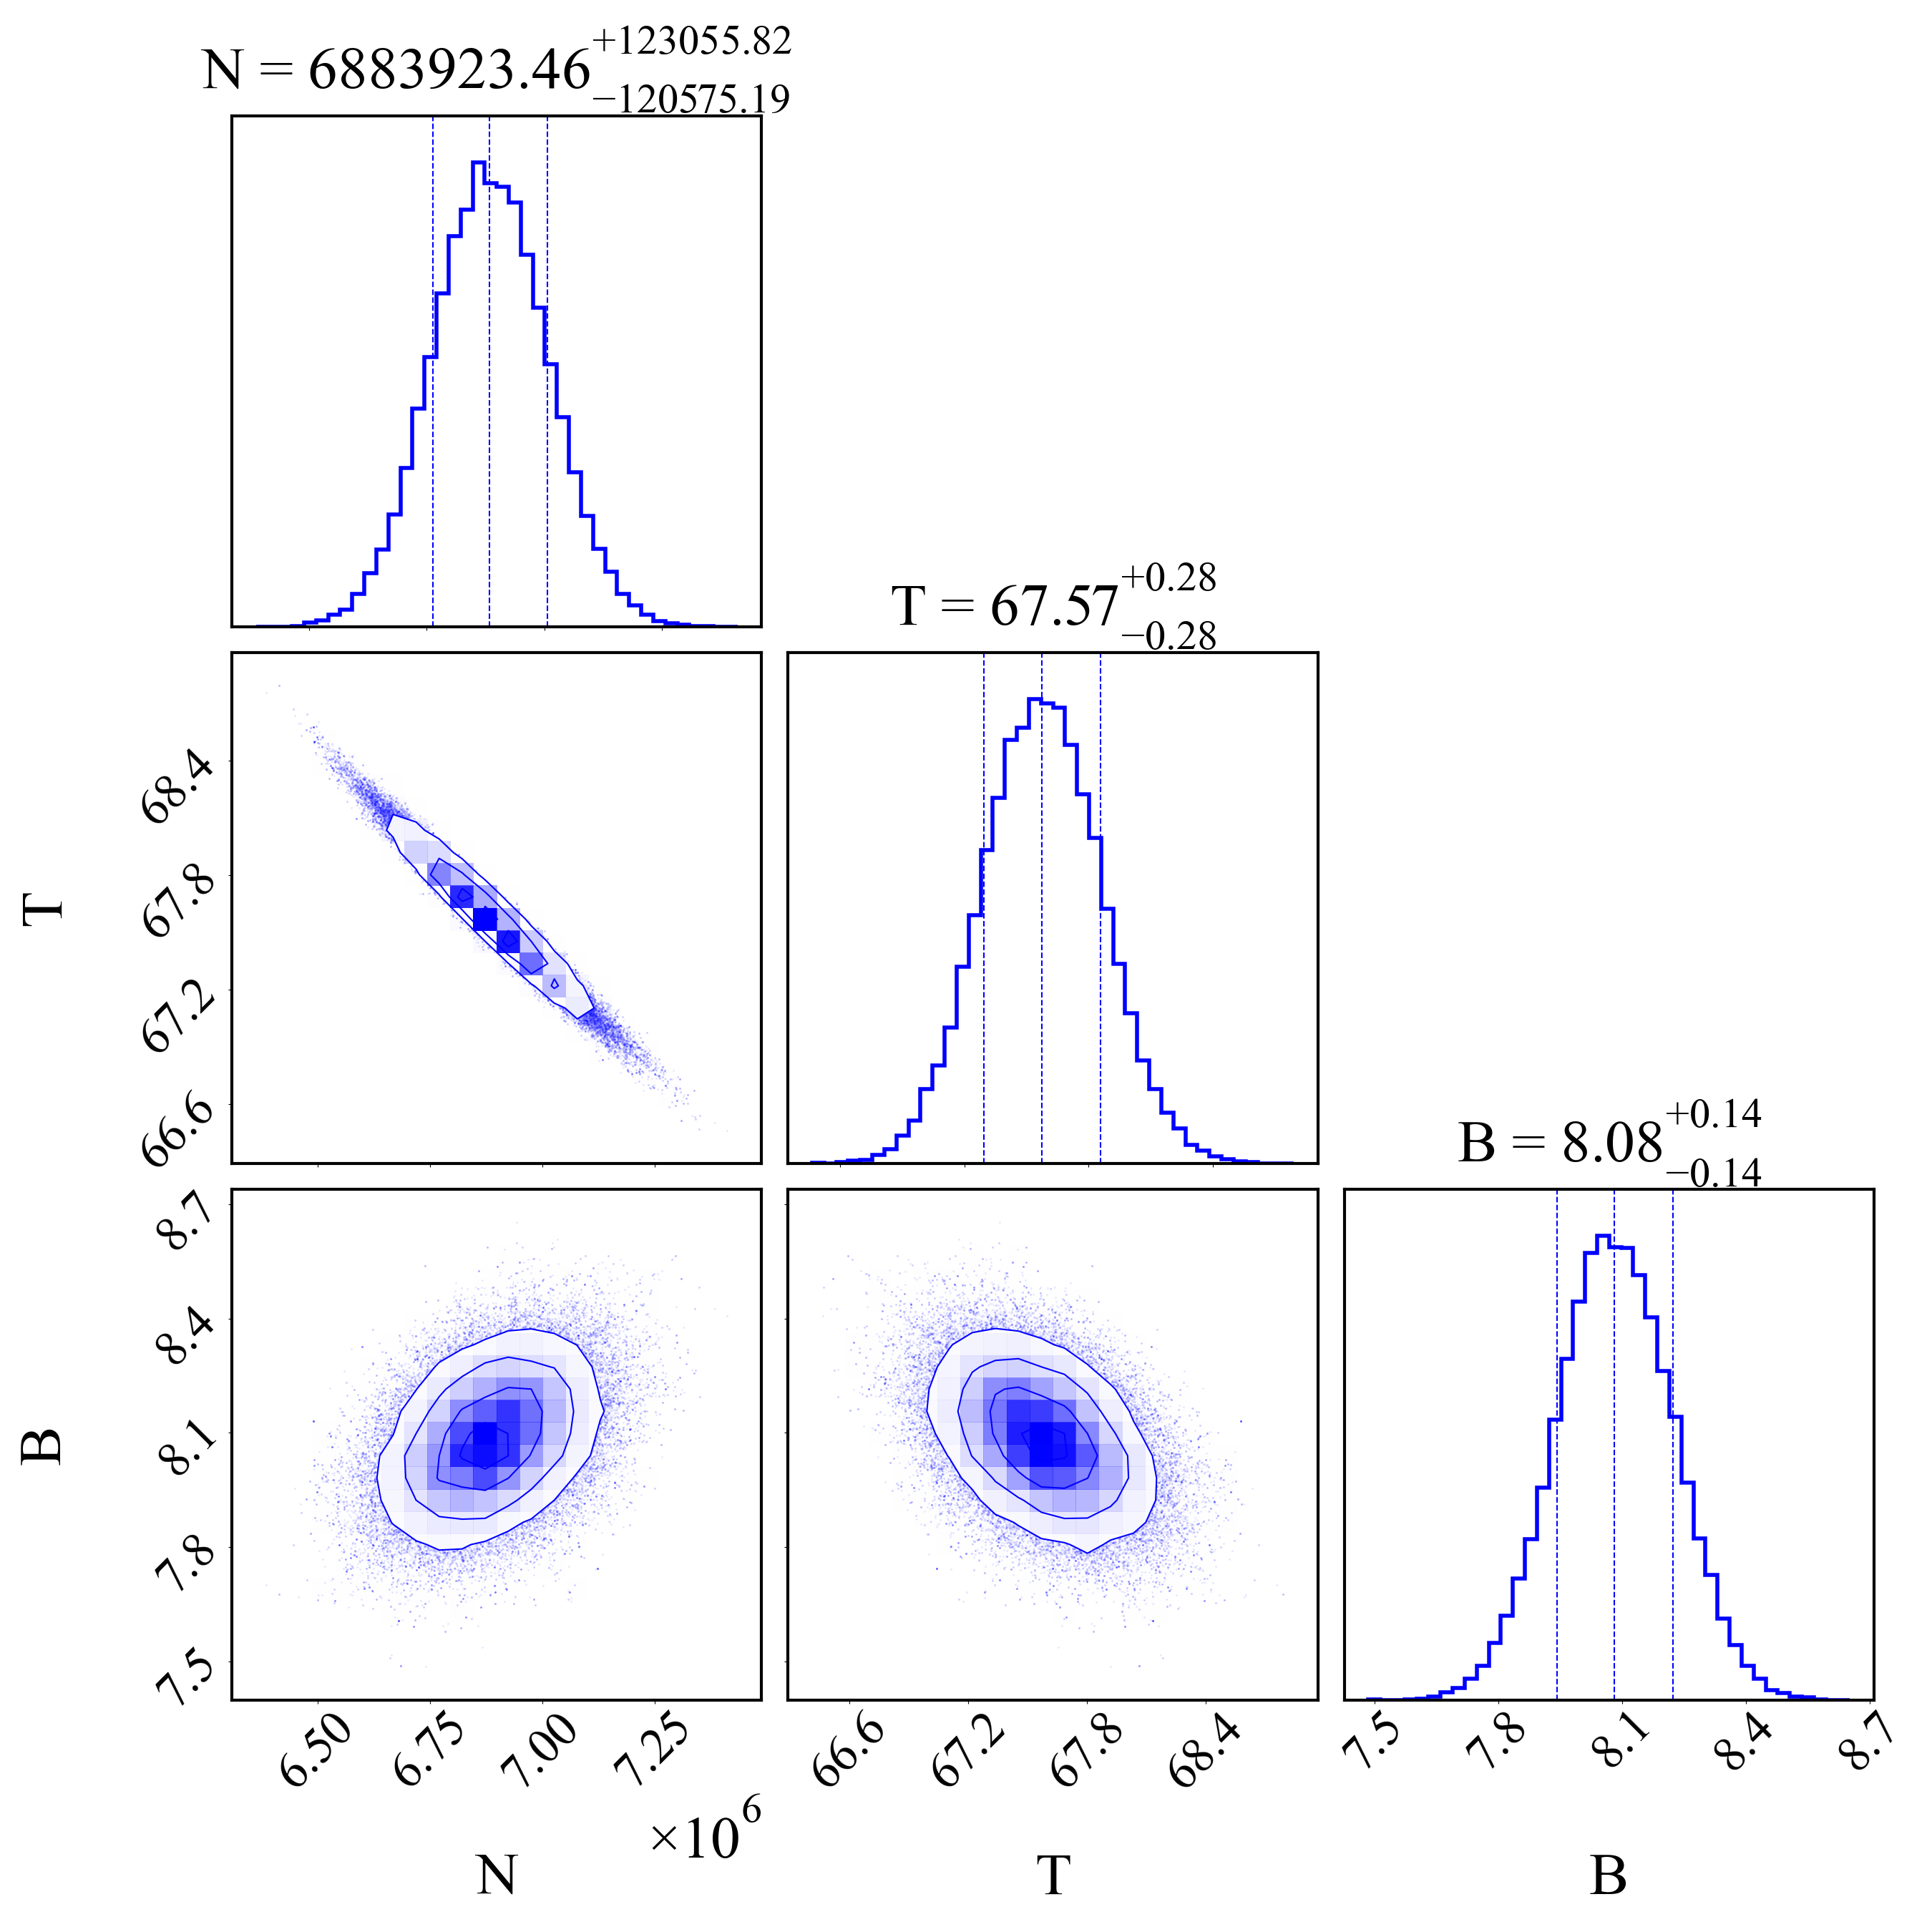 N = 6883923.46 +123055.82 −120575.19
T = 67.57 +0.28 −0.28
68.4
67.8
67.2
66.6
T
B = 8.08 +0.14 −0.14
8.7
8.4
8.1
7.8
7.5
B
6.50 6.75 7.00 7.25
66.6 67.2 67.8 68.4
7.5 7.8 8.1 8.4 8.7
×10⁶
N T B